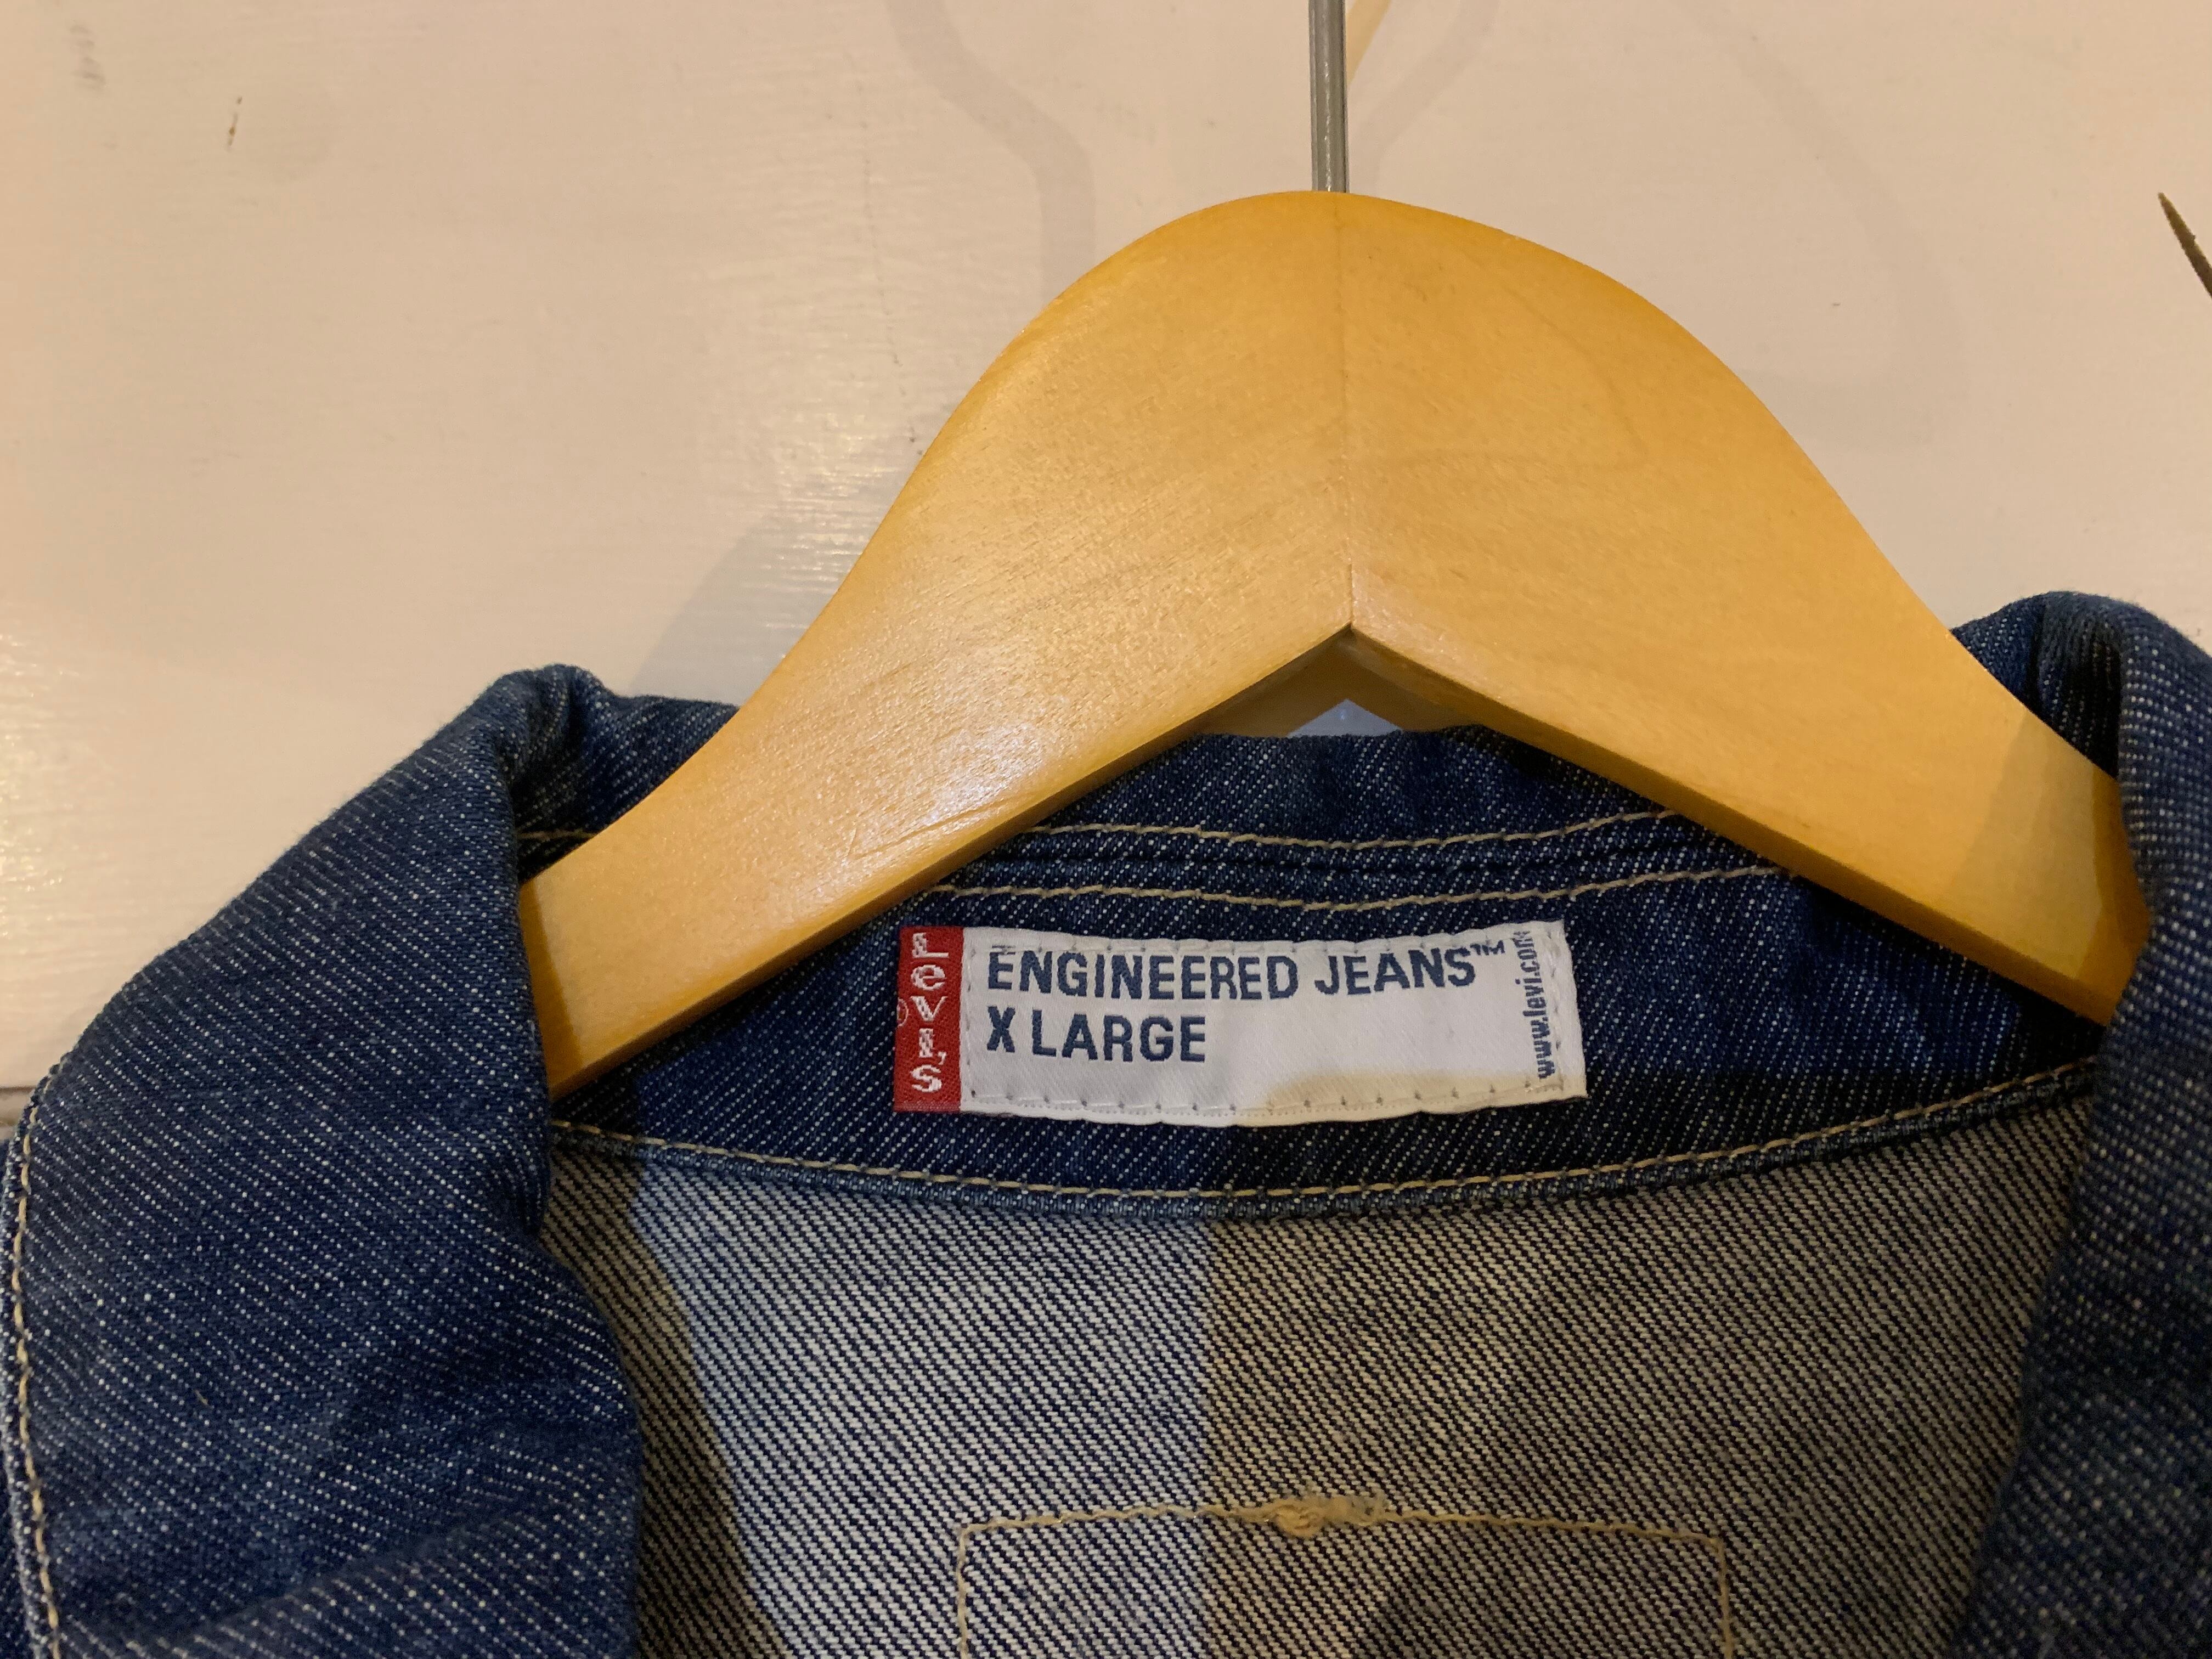 LEVI'S
®
ENGINEERED JEANS™
X LARGE
www.levi.com